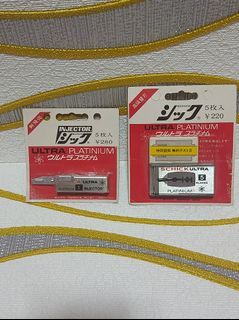 INJECTOR
シック
5枚入
¥280
ULTRA PLATINUM
ウルトラプラチナム
INJECTOR
シック
5枚入
¥220
ULTRA PLATINUM
ウルトラプラチナム
SCHICK ULTRA
5
PLATINUM